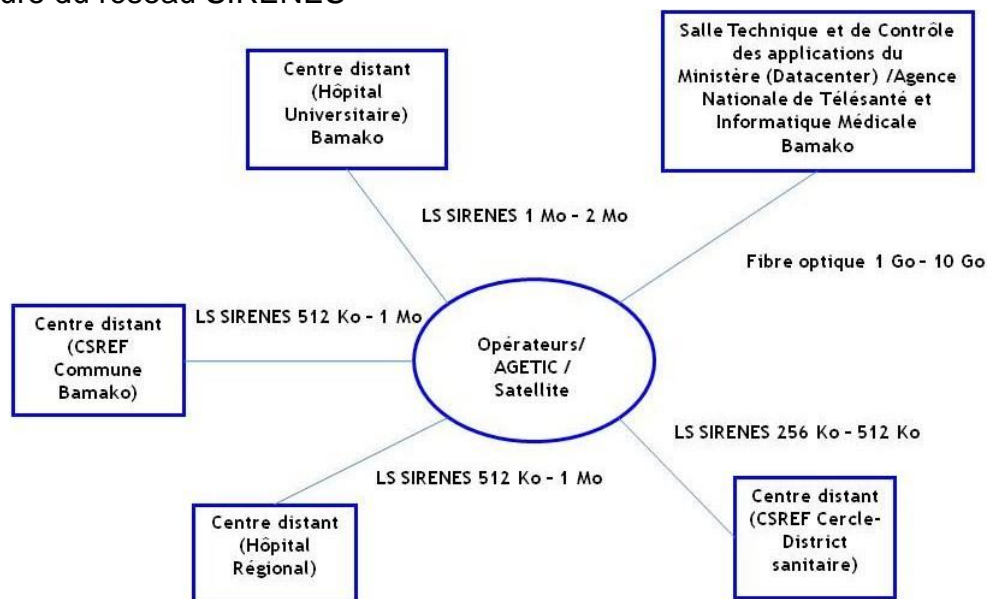 du réseau SIRENES
Centre distant
(Hôpital
Universitaire)
Bamako
Salle Technique et de Contrôle
des applications du
Ministère (Datacenter) /Agence
Nationale de Télésanté et
Informatique Médicale
Bamako
LS SIRENES 1 Mo - 2 Mo
Fibre optique 1 Go - 10 Go
Centre distant
(CSREF
Commune
Bamako)
LS SIRENES 512 Ko - 1 Mo
Opérateurs/
AGETIC /
Satellite
LS SIRENES 256 Ko - 512 Ko
LS SIRENES 512 Ko - 1 Mo
Centre distant
(Hôpital
Régional)
Centre distant
(CSREF Cercle-
District
sanitaire)